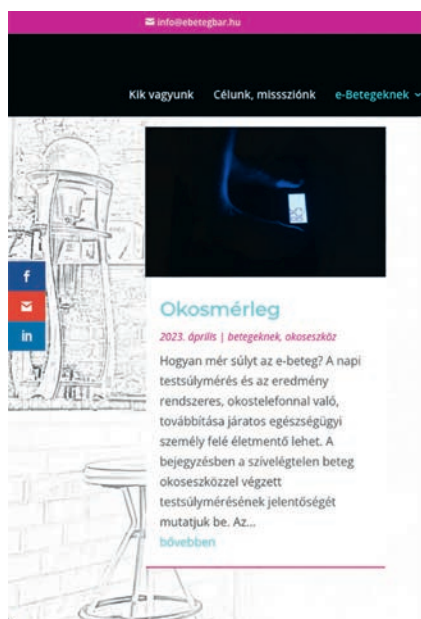 info@ebetegbar.hu
Kik vagyunk Célunk, missssziónk e-Betegeknek
f
in
Okosmérleg
2023. április | betegeknek, okoseszköz
Hogyan mér súlyt az e-beteg? A napi
testsúlymérés és az eredmény
rendszeres, okostelefonnal való,
továbbítása járatos egészségügyi
személy felé életmentő lehet. A
bejegyzésben a szívelégtelen beteg
okoseszközzel végzett
testsúlymérésének jelentőségét
mutatjuk be. Az...
bővebben